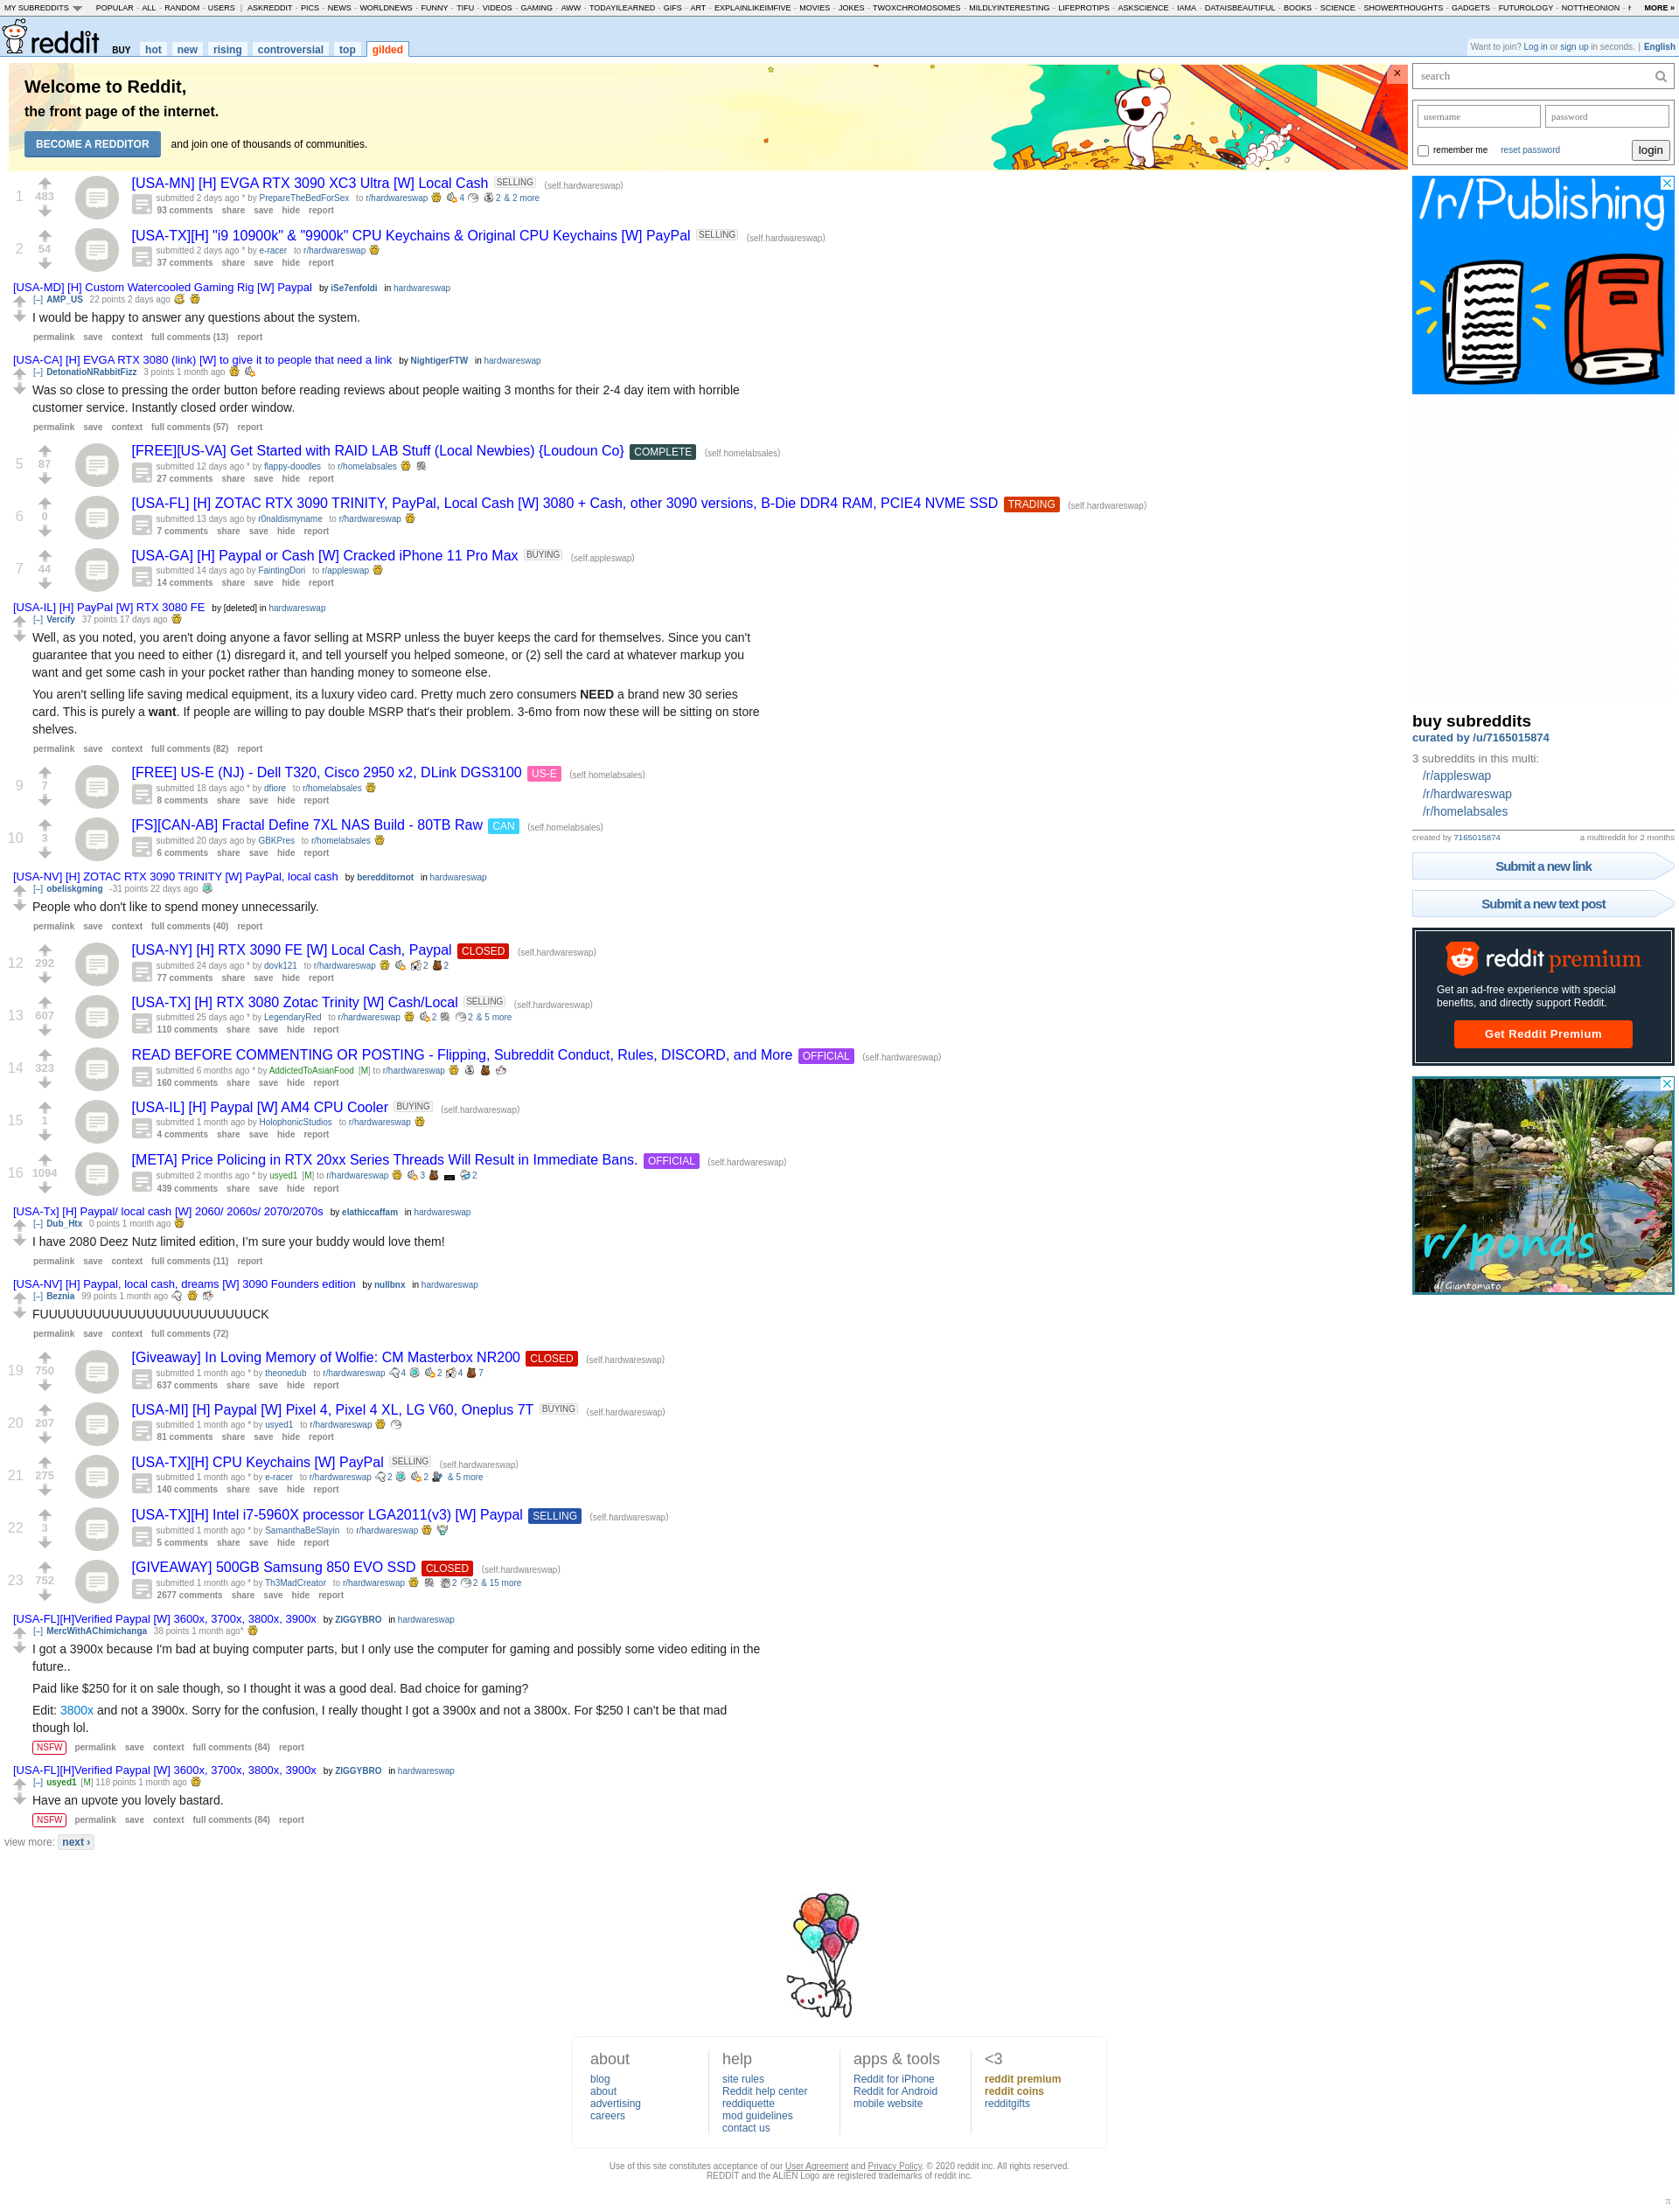 MY SUBREDDITS POPULAR - ALL - RANDOM - USERS | ASKREDDIT - PICS - NEWS - WORLDNEWS - FUNNY - TIFU - VIDEOS - GAMING - AWW - TODAYILEARNED - GIFS - ART - EXPLAINLIKEIMFIVE - MOVIES - JOKES - TWOXCHROMOSOMES - MILDLYINTERESTING - LIFEPROTIPS - ASKSCIENCE - IAMA - DATAISBEAUTIFUL - BOOKS - SCIENCE - SHOWERTHOUGHTS - GADGETS - FUTUROLOGY - NOTTHEONION - MORE »
reddit BUY hot new rising controversial top gilded
Want to join? Log in or sign up in seconds. | English
Welcome to Reddit,
the front page of the internet.
BECOME A REDDITOR and join one of thousands of communities.
×
search
username password
remember me reset password login
1 483 [USA-MN] [H] EVGA RTX 3090 XC3 Ultra [W] Local Cash SELLING (self.hardwareswap)
submitted 2 days ago * by PrepareTheBedForSex to r/hardwareswap 4 2 & 2 more
93 comments share save hide report
2 54 [USA-TX][H] "i9 10900k" & "9900k" CPU Keychains & Original CPU Keychains [W] PayPal SELLING (self.hardwareswap)
submitted 2 days ago * by e-racer to r/hardwareswap
37 comments share save hide report
[USA-MD] [H] Custom Watercooled Gaming Rig [W] Paypal by iSe7enfoldi in hardwareswap
[–] AMP_US 22 points 2 days ago
I would be happy to answer any questions about the system.
permalink save context full comments (13) report
[USA-CA] [H] EVGA RTX 3080 (link) [W] to give it to people that need a link by NightigerFTW in hardwareswap
[–] DetonatioNRabbitFizz 3 points 1 month ago
Was so close to pressing the order button before reading reviews about people waiting 3 months for their 2-4 day item with horrible
customer service. Instantly closed order window.
permalink save context full comments (57) report
5 87 [FREE][US-VA] Get Started with RAID LAB Stuff (Local Newbies) {Loudoun Co} COMPLETE (self.homelabsales)
submitted 12 days ago * by flappy-doodles to r/homelabsales
27 comments share save hide report
6 0 [USA-FL] [H] ZOTAC RTX 3090 TRINITY, PayPal, Local Cash [W] 3080 + Cash, other 3090 versions, B-Die DDR4 RAM, PCIE4 NVME SSD TRADING (self.hardwareswap)
submitted 13 days ago by r0naldismyname to r/hardwareswap
7 comments share save hide report
7 44 [USA-GA] [H] Paypal or Cash [W] Cracked iPhone 11 Pro Max BUYING (self.appleswap)
submitted 14 days ago by FaintingDori to r/appleswap
14 comments share save hide report
[USA-IL] [H] PayPal [W] RTX 3080 FE by [deleted] in hardwareswap
[–] Vercify 37 points 17 days ago
Well, as you noted, you aren't doing anyone a favor selling at MSRP unless the buyer keeps the card for themselves. Since you can't
guarantee that you need to either (1) disregard it, and tell yourself you helped someone, or (2) sell the card at whatever markup you
want and get some cash in your pocket rather than handing money to someone else.
You aren't selling life saving medical equipment, its a luxury video card. Pretty much zero consumers NEED a brand new 30 series
card. This is purely a want. If people are willing to pay double MSRP that's their problem. 3-6mo from now these will be sitting on store
shelves.
permalink save context full comments (82) report
9 7 [FREE] US-E (NJ) - Dell T320, Cisco 2950 x2, DLink DGS3100 US-E (self.homelabsales)
submitted 18 days ago * by dfiore to r/homelabsales
8 comments share save hide report
10 3 [FS][CAN-AB] Fractal Define 7XL NAS Build - 80TB Raw CAN (self.homelabsales)
submitted 20 days ago by GBKPres to r/homelabsales
6 comments share save hide report
[USA-NV] [H] ZOTAC RTX 3090 TRINITY [W] PayPal, local cash by beredditornot in hardwareswap
[–] obeliskgming -31 points 22 days ago
People who don't like to spend money unnecessarily.
permalink save context full comments (40) report
12 292 [USA-NY] [H] RTX 3090 FE [W] Local Cash, Paypal CLOSED (self.hardwareswap)
submitted 24 days ago * by dovk121 to r/hardwareswap 2 2
77 comments share save hide report
13 607 [USA-TX] [H] RTX 3080 Zotac Trinity [W] Cash/Local SELLING (self.hardwareswap)
submitted 25 days ago * by LegendaryRed to r/hardwareswap 2 2 & 5 more
110 comments share save hide report
14 323 READ BEFORE COMMENTING OR POSTING - Flipping, Subreddit Conduct, Rules, DISCORD, and More OFFICIAL (self.hardwareswap)
submitted 6 months ago * by AddictedToAsianFood [M] to r/hardwareswap
160 comments share save hide report
15 1 [USA-IL] [H] Paypal [W] AM4 CPU Cooler BUYING (self.hardwareswap)
submitted 1 month ago by HolophonicStudios to r/hardwareswap
4 comments share save hide report
16 1094 [META] Price Policing in RTX 20xx Series Threads Will Result in Immediate Bans. OFFICIAL (self.hardwareswap)
submitted 2 months ago * by usyed1 [M] to r/hardwareswap 3 2
439 comments share save hide report
[USA-Tx] [H] Paypal/ local cash [W] 2060/ 2060s/ 2070/2070s by elathiccaffam in hardwareswap
[–] Dub_Htx 0 points 1 month ago
I have 2080 Deez Nutz limited edition, I'm sure your buddy would love them!
permalink save context full comments (11) report
[USA-NV] [H] Paypal, local cash, dreams [W] 3090 Founders edition by nullbnx in hardwareswap
[–] Beznia 99 points 1 month ago
FUUUUUUUUUUUUUUUUUUUUUUUUCK
permalink save context full comments (72)
19 750 [Giveaway] In Loving Memory of Wolfie: CM Masterbox NR200 CLOSED (self.hardwareswap)
submitted 1 month ago * by theonedub to r/hardwareswap 4 2 4 7
637 comments share save hide report
20 207 [USA-MI] [H] Paypal [W] Pixel 4, Pixel 4 XL, LG V60, Oneplus 7T BUYING (self.hardwareswap)
submitted 1 month ago * by usyed1 to r/hardwareswap
81 comments share save hide report
21 275 [USA-TX][H] CPU Keychains [W] PayPal SELLING (self.hardwareswap)
submitted 1 month ago * by e-racer to r/hardwareswap 2 2 & 5 more
140 comments share save hide report
22 3 [USA-TX][H] Intel i7-5960X processor LGA2011(v3) [W] Paypal SELLING (self.hardwareswap)
submitted 1 month ago * by SamanthaBeSlayin to r/hardwareswap
5 comments share save hide report
23 752 [GIVEAWAY] 500GB Samsung 850 EVO SSD CLOSED (self.hardwareswap)
submitted 1 month ago * by Th3MadCreator to r/hardwareswap 2 2 & 15 more
2677 comments share save hide report
[USA-FL][H]Verified Paypal [W] 3600x, 3700x, 3800x, 3900x by ZIGGYBRO in hardwareswap
[–] MercWithAChimichanga 38 points 1 month ago*
I got a 3900x because I'm bad at buying computer parts, but I only use the computer for gaming and possibly some video editing in the
future..
Paid like $250 for it on sale though, so I thought it was a good deal. Bad choice for gaming?
Edit: 3800x and not a 3900x. Sorry for the confusion, I really thought I got a 3900x and not a 3800x. For $250 I can't be that mad
though lol.
NSFW permalink save context full comments (84) report
[USA-FL][H]Verified Paypal [W] 3600x, 3700x, 3800x, 3900x by ZIGGYBRO in hardwareswap
[–] usyed1 [M] 118 points 1 month ago
Have an upvote you lovely bastard.
NSFW permalink save context full comments (84) report
view more: next ›
/r/Publishing
buy subreddits
curated by /u/7165015874
3 subreddits in this multi:
/r/appleswap
/r/hardwareswap
/r/homelabsales
created by 7165015874 a multireddit for 2 months
Submit a new link
Submit a new text post
reddit premium
Get an ad-free experience with special
benefits, and directly support Reddit.
Get Reddit Premium
r/ponds
u/Giantomato
about
blog
about
advertising
careers
help
site rules
Reddit help center
reddiquette
mod guidelines
contact us
apps & tools
Reddit for iPhone
Reddit for Android
mobile website
<3
reddit premium
reddit coins
redditgifts
Use of this site constitutes acceptance of our User Agreement and Privacy Policy. © 2020 reddit inc. All rights reserved.
REDDIT and the ALIEN Logo are registered trademarks of reddit inc.
π